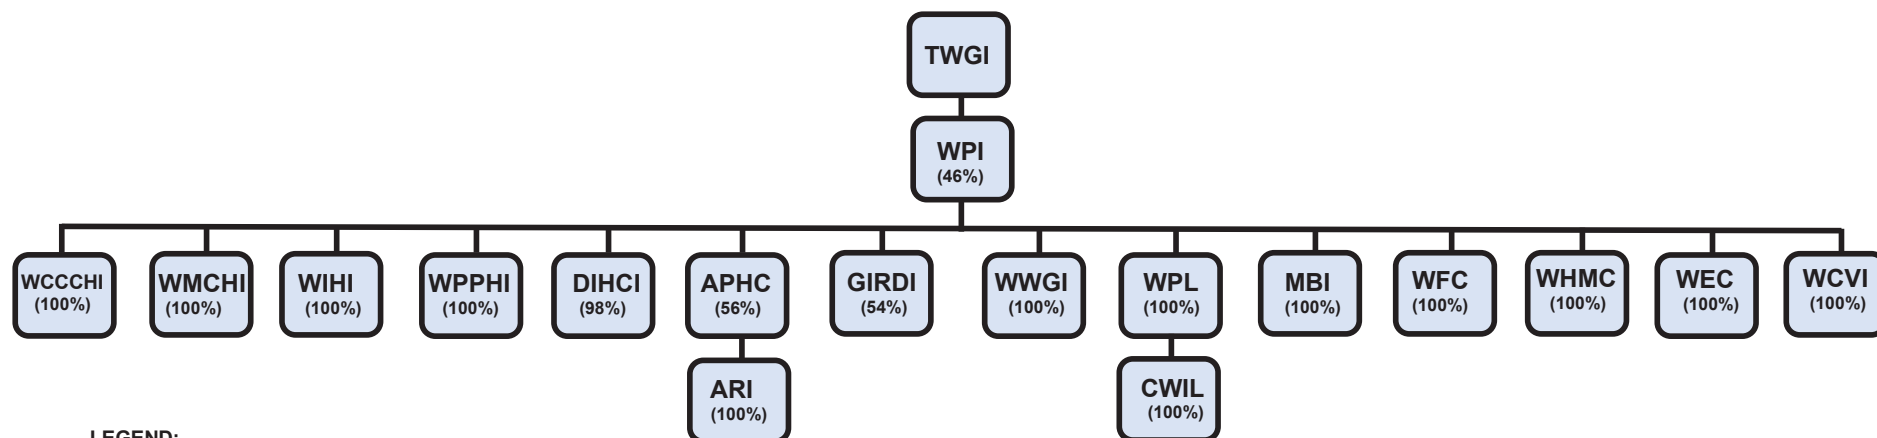 TWGI
WPI
(46%)
WCCCHI
(100%)
WMCHI
(100%)
WIHI
(100%)
WPPHI
(100%)
DIHCI
(98%)
APHC
(56%)
GIRDI
(54%)
WWGI
(100%)
WPL
(100%)
MBI
(100%)
WFC
(100%)
WHMC
(100%)
WEC
(100%)
WCVI
(100%)
ARI
(100%)
CWIL
(100%)
LEGEND: